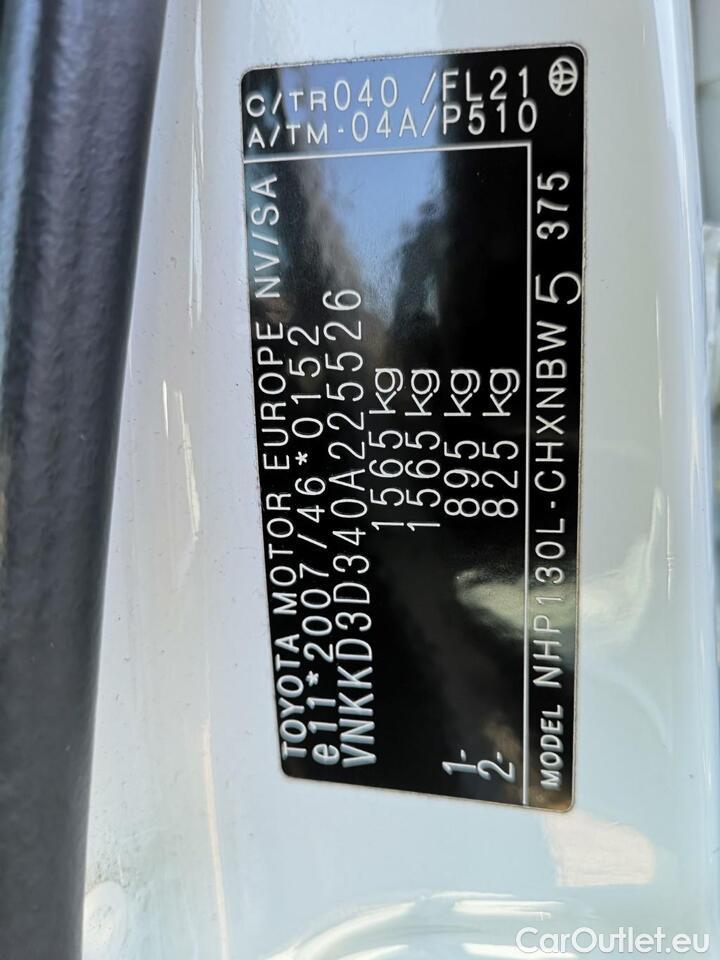 TOYOTA MOTOR EUROPE NV/SA
e11*2007/46*0152
VNKKD3D340A225526
1565 kg
1565 kg
1- 895 kg
2- 825 kg
C/TR040 /FL21
A/TM-04A/P510
MODEL NHP130L-CHXNBW 5 375
CarOutlet.eu